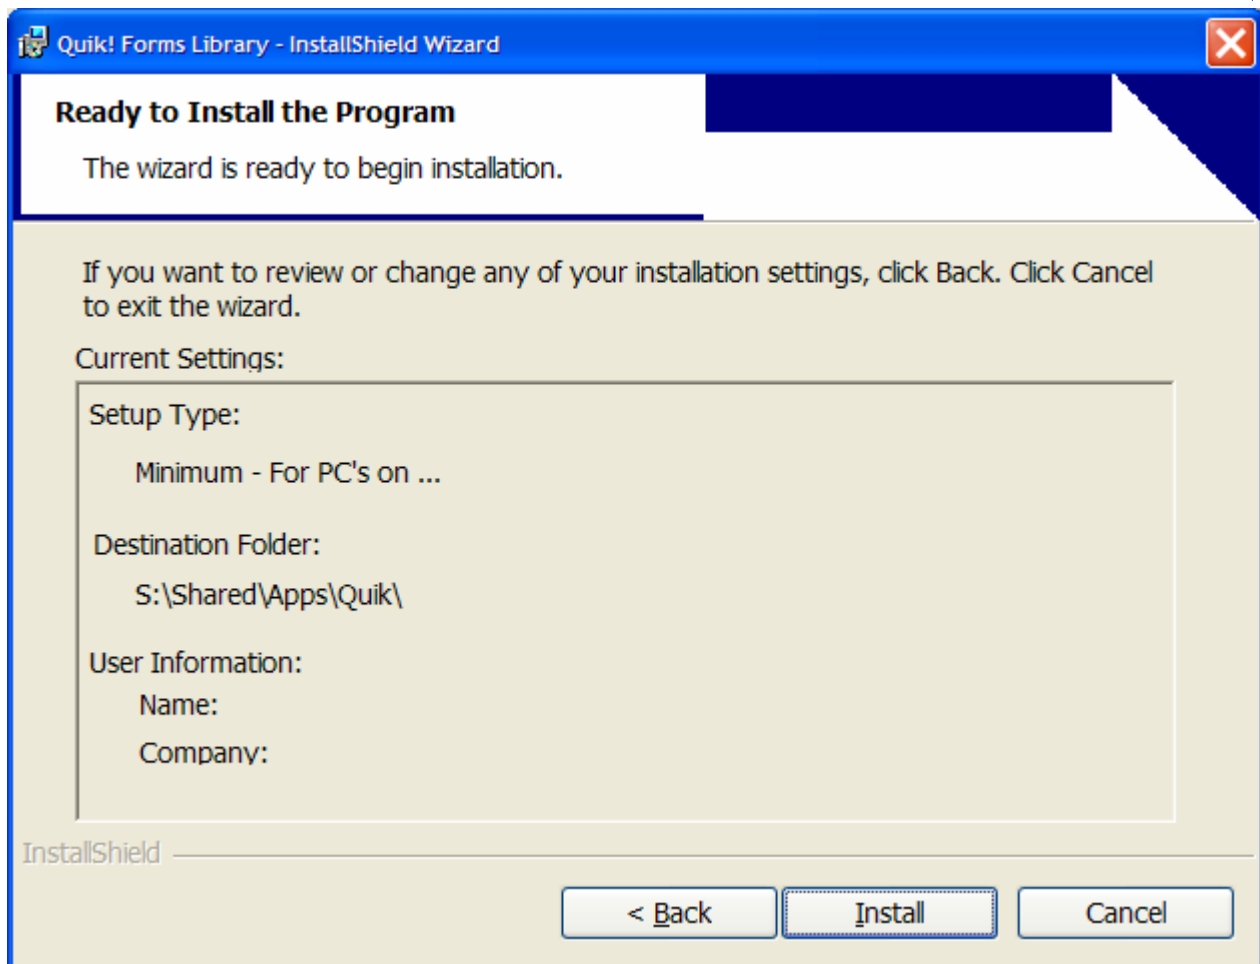 Quik! Forms Library - InstallShield Wizard
Ready to Install the Program
The wizard is ready to begin installation.
If you want to review or change any of your installation settings, click Back. Click Cancel
to exit the wizard.
Current Settings:
Setup Type:
Minimum - For PC's on ...
Destination Folder:
S:\Shared\Apps\Quik\
User Information:
Name:
Company:
InstallShield
< Back
Install
Cancel